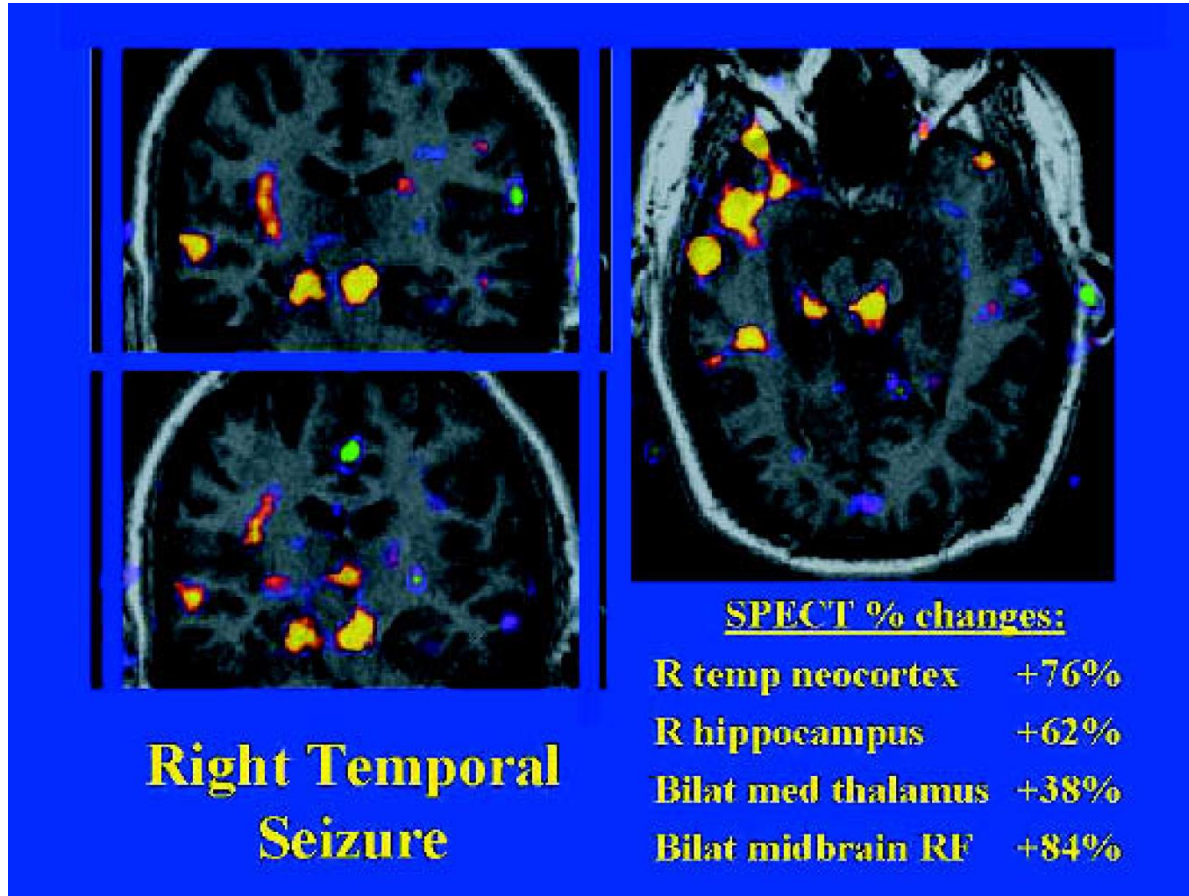 Right Temporal
Seizure
SPECT % changes:
R temp neocortex +76%
R hippocampus +62%
Bilat med thalamus +38%
Bilat midbrain RF +84%